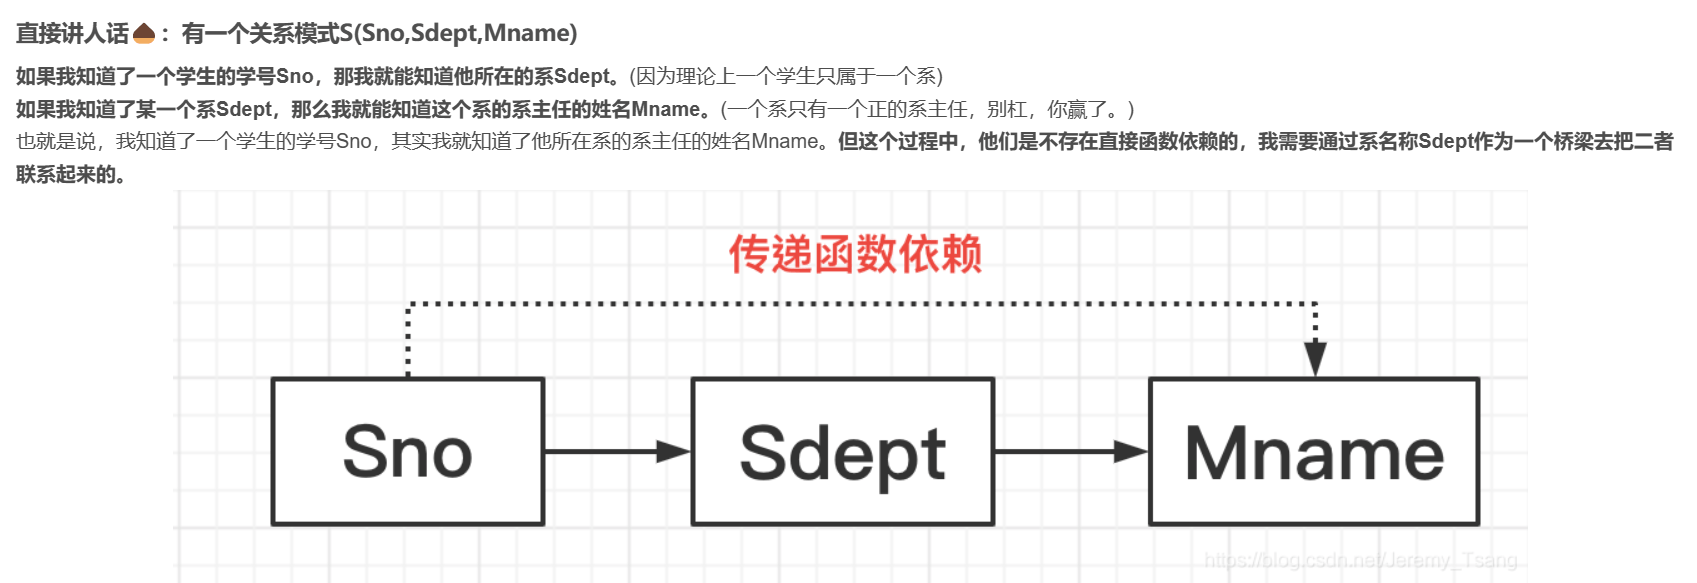 直接讲人话🌰：有一个关系模式S(Sno,Sdept,Mname)
如果我知道了一个学生的学号Sno，那我就能知道他所在的系Sdept。(因为理论上一个学生只属于一个系)
如果我知道了某一个系Sdept，那么我就能知道这个系的系主任的姓名Mname。(一个系只有一个正的系主任，别杠，你赢了。)
也就是说，我知道了一个学生的学号Sno，其实我就知道了他所在系的系主任的姓名Mname。但这个过程中，他们是不存在直接函数依赖的，我需要通过系名称Sdept作为一个桥梁去把二者
联系起来的。
传递函数依赖
Sno
Sdept
Mname
https://blog.csdn.net/Jeremy_Tsang